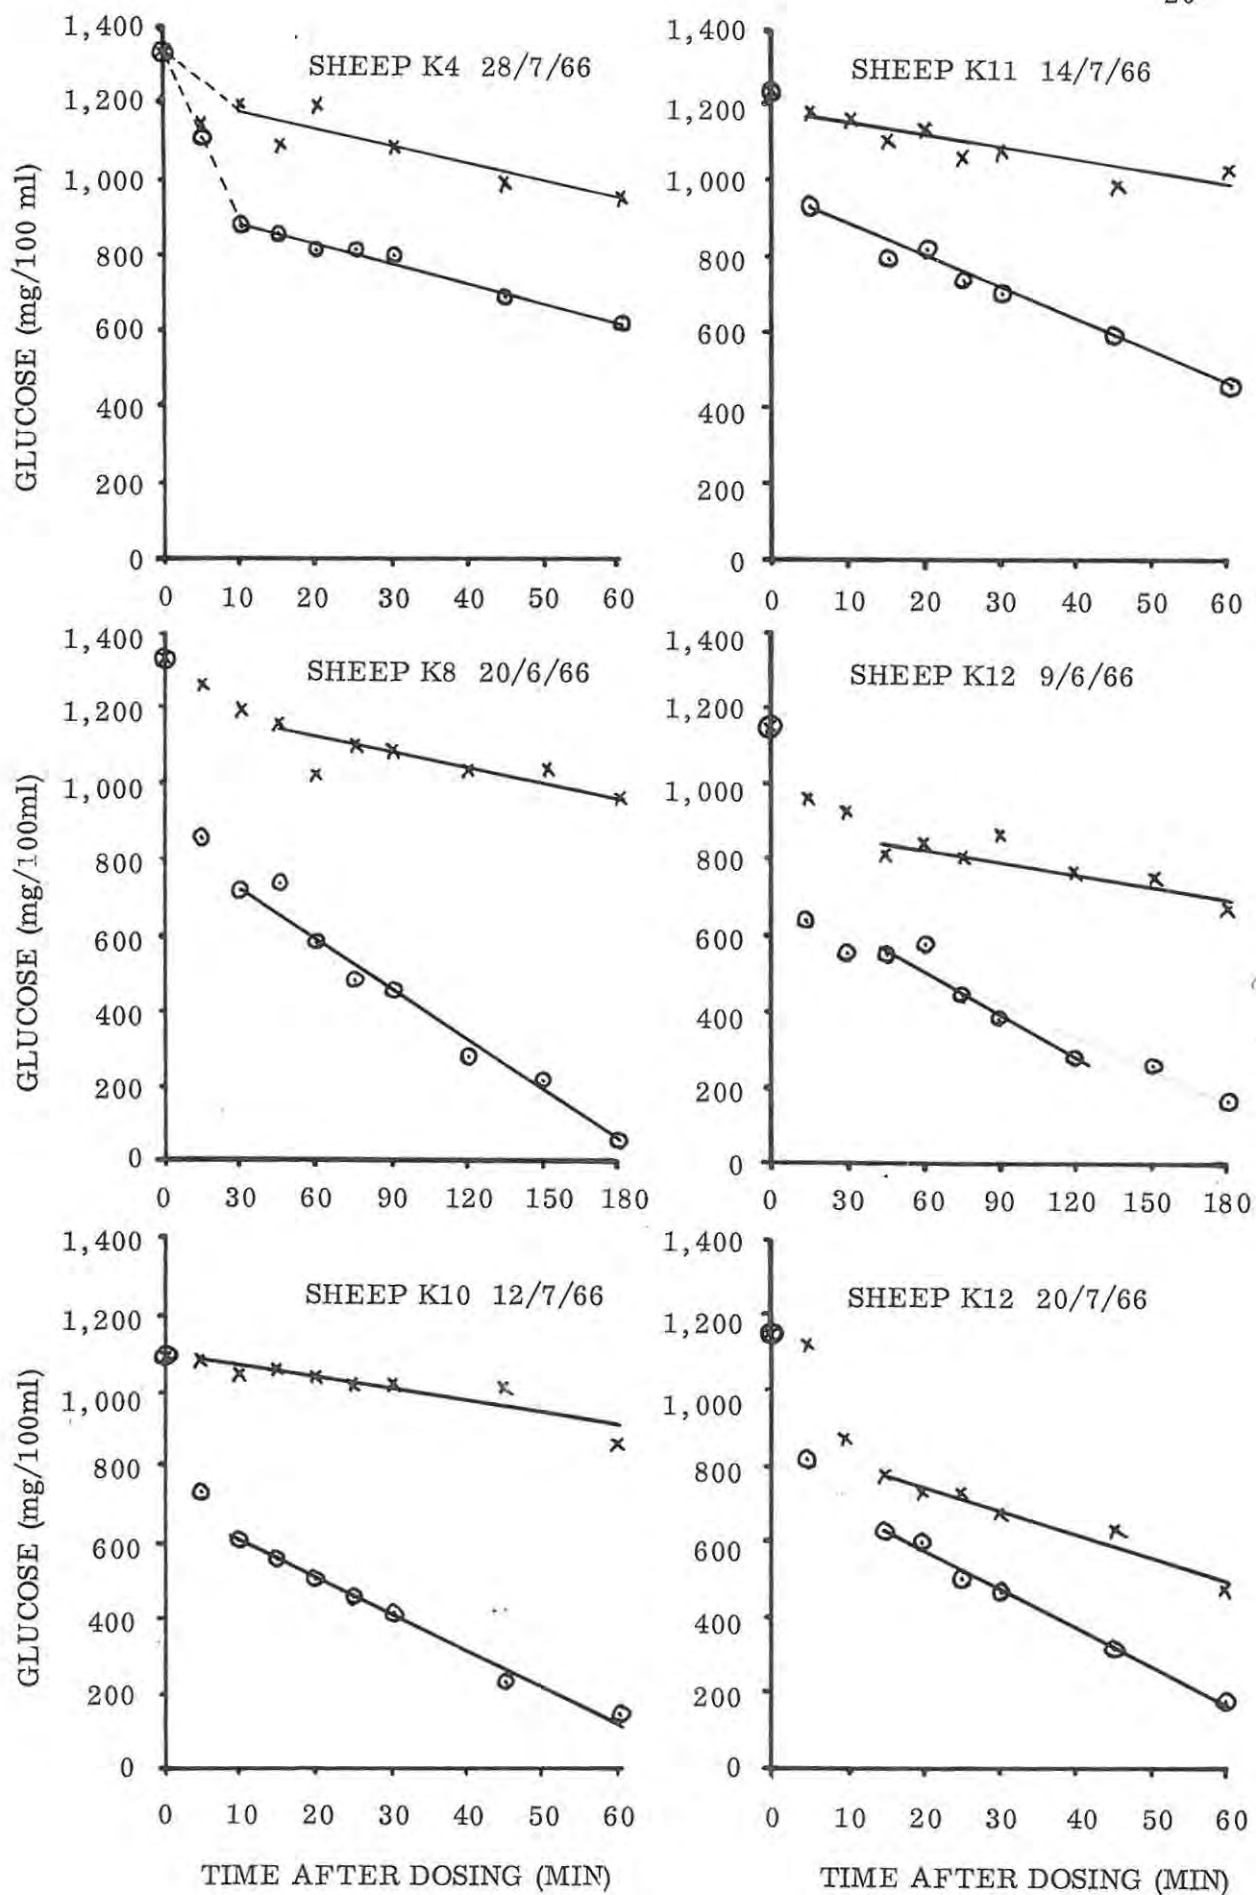 SHEEP K4 28/7/66
GLUCOSE (mg/100 ml)
1,400
1,200
1,000
800
600
400
200
0
0 10 20 30 40 50 60
SHEEP K11 14/7/66
1,400
1,200
1,000
800
600
400
200
0
0 10 20 30 40 50 60
SHEEP K8 20/6/66
GLUCOSE (mg/100ml)
1,400
1,200
1,000
800
600
400
200
0
0 30 60 90 120 150 180
SHEEP K12 9/6/66
1,400
1,200
1,000
800
600
400
200
0
0 30 60 90 120 150 180
SHEEP K10 12/7/66
GLUCOSE (mg/100ml)
1,400
1,200
1,000
800
600
400
200
0
0 10 20 30 40 50 60
TIME AFTER DOSING (MIN)
SHEEP K12 20/7/66
1,400
1,200
1,000
800
600
400
200
0
0 10 20 30 40 50 60
TIME AFTER DOSING (MIN)